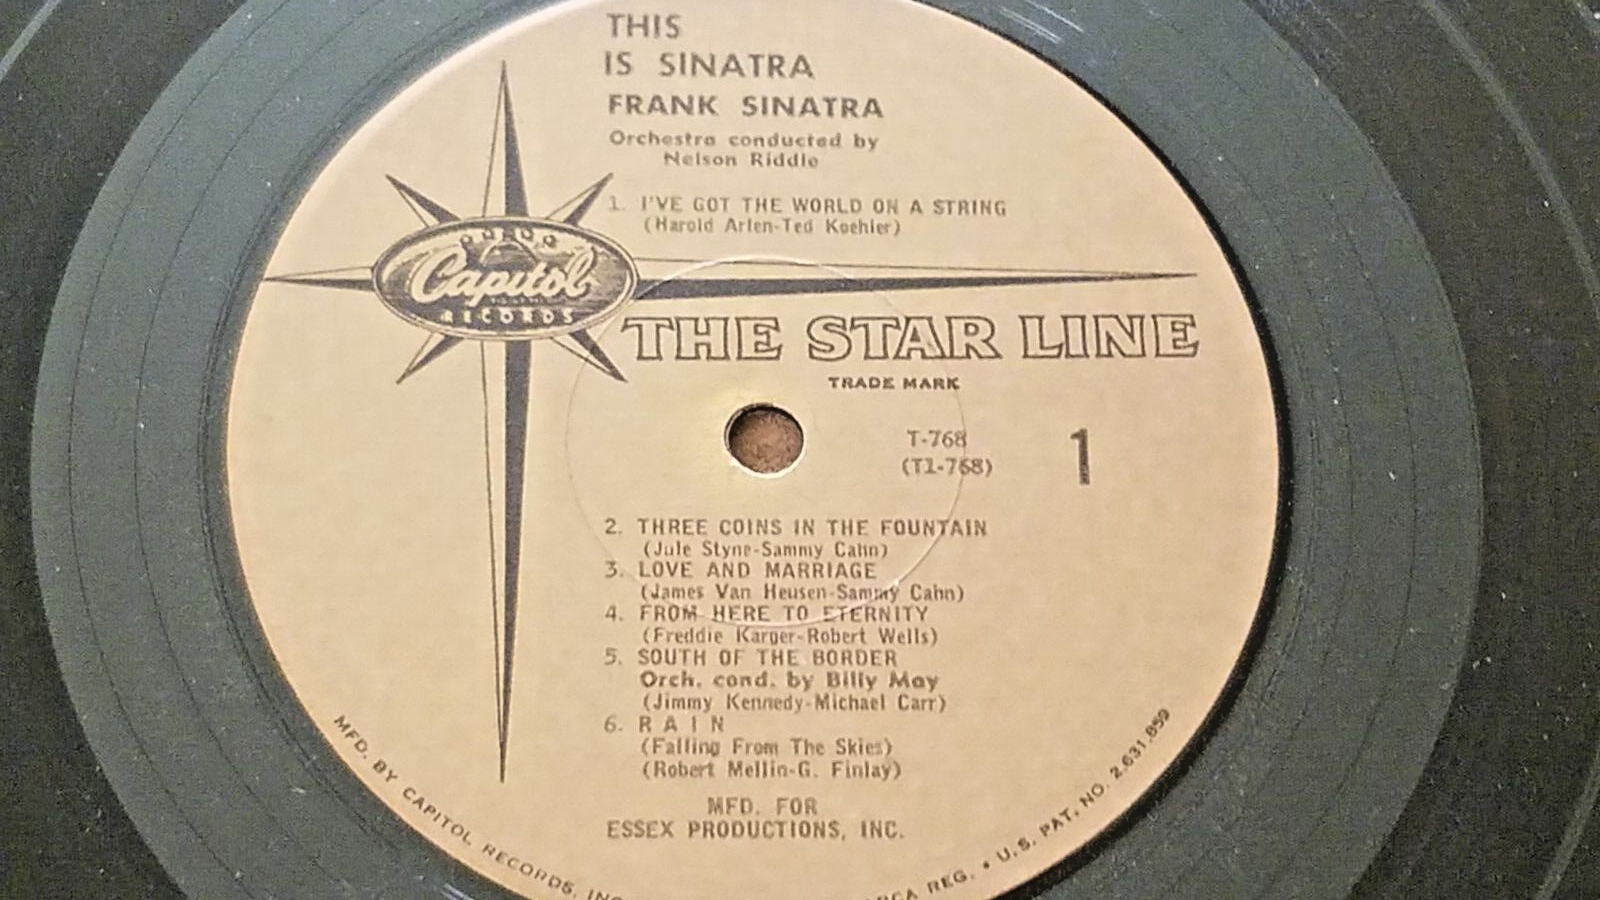 THIS
IS SINATRA
FRANK SINATRA
Orchestra conducted by
Nelson Riddle
1. I'VE GOT THE WORLD ON A STRING
(Harold Arlen-Ted Koehler)
Capitol
RECORDS
THE STAR LINE
TRADE MARK
T-768
(T1-768)
1
2. THREE COINS IN THE FOUNTAIN
(Jule Styne-Sammy Cahn)
3. LOVE AND MARRIAGE
(James Van Heusen-Sammy Cahn)
4. FROM HERE TO ETERNITY
(Freddie Karger-Robert Wells)
5. SOUTH OF THE BORDER
Orch. cond. by Billy May
(Jimmy Kennedy-Michael Carr)
6. RAIN
(Falling From The Skies)
(Robert Mellin-G. Finlay)
MFD. FOR
ESSEX PRODUCTIONS, INC.
MFD. BY CAPITOL RECORDS, INC REG. • U.S. PAT. NO. 2,631,859